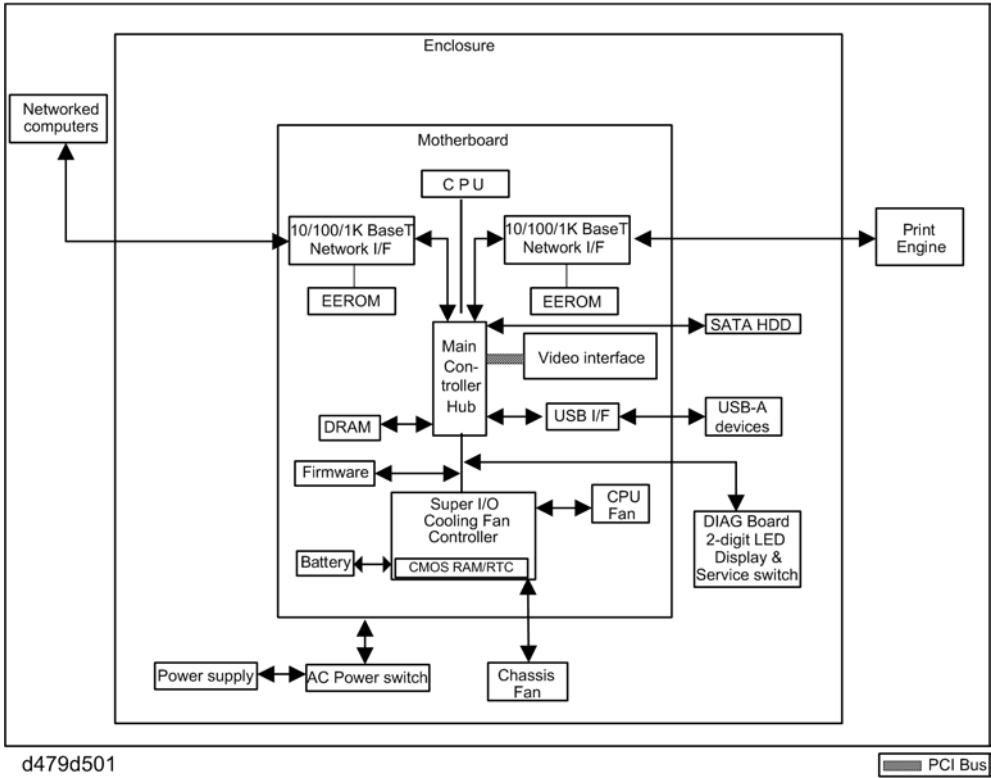 Enclosure
Networked
computers
Motherboard
C P U
10/100/1K BaseT
Network I/F
10/100/1K BaseT
Network I/F
Print
Engine
EEROM
EEROM
SATA HDD
Main
Con-
troller
Hub
Video interface
USB I/F
USB-A
devices
DRAM
Firmware
Super I/O
Cooling Fan
Controller
CPU
Fan
DIAG Board
2-digit LED
Display &
Service switch
Battery
CMOS RAM/RTC
Power supply
AC Power switch
Chassis
Fan
d479d501
PCI Bus